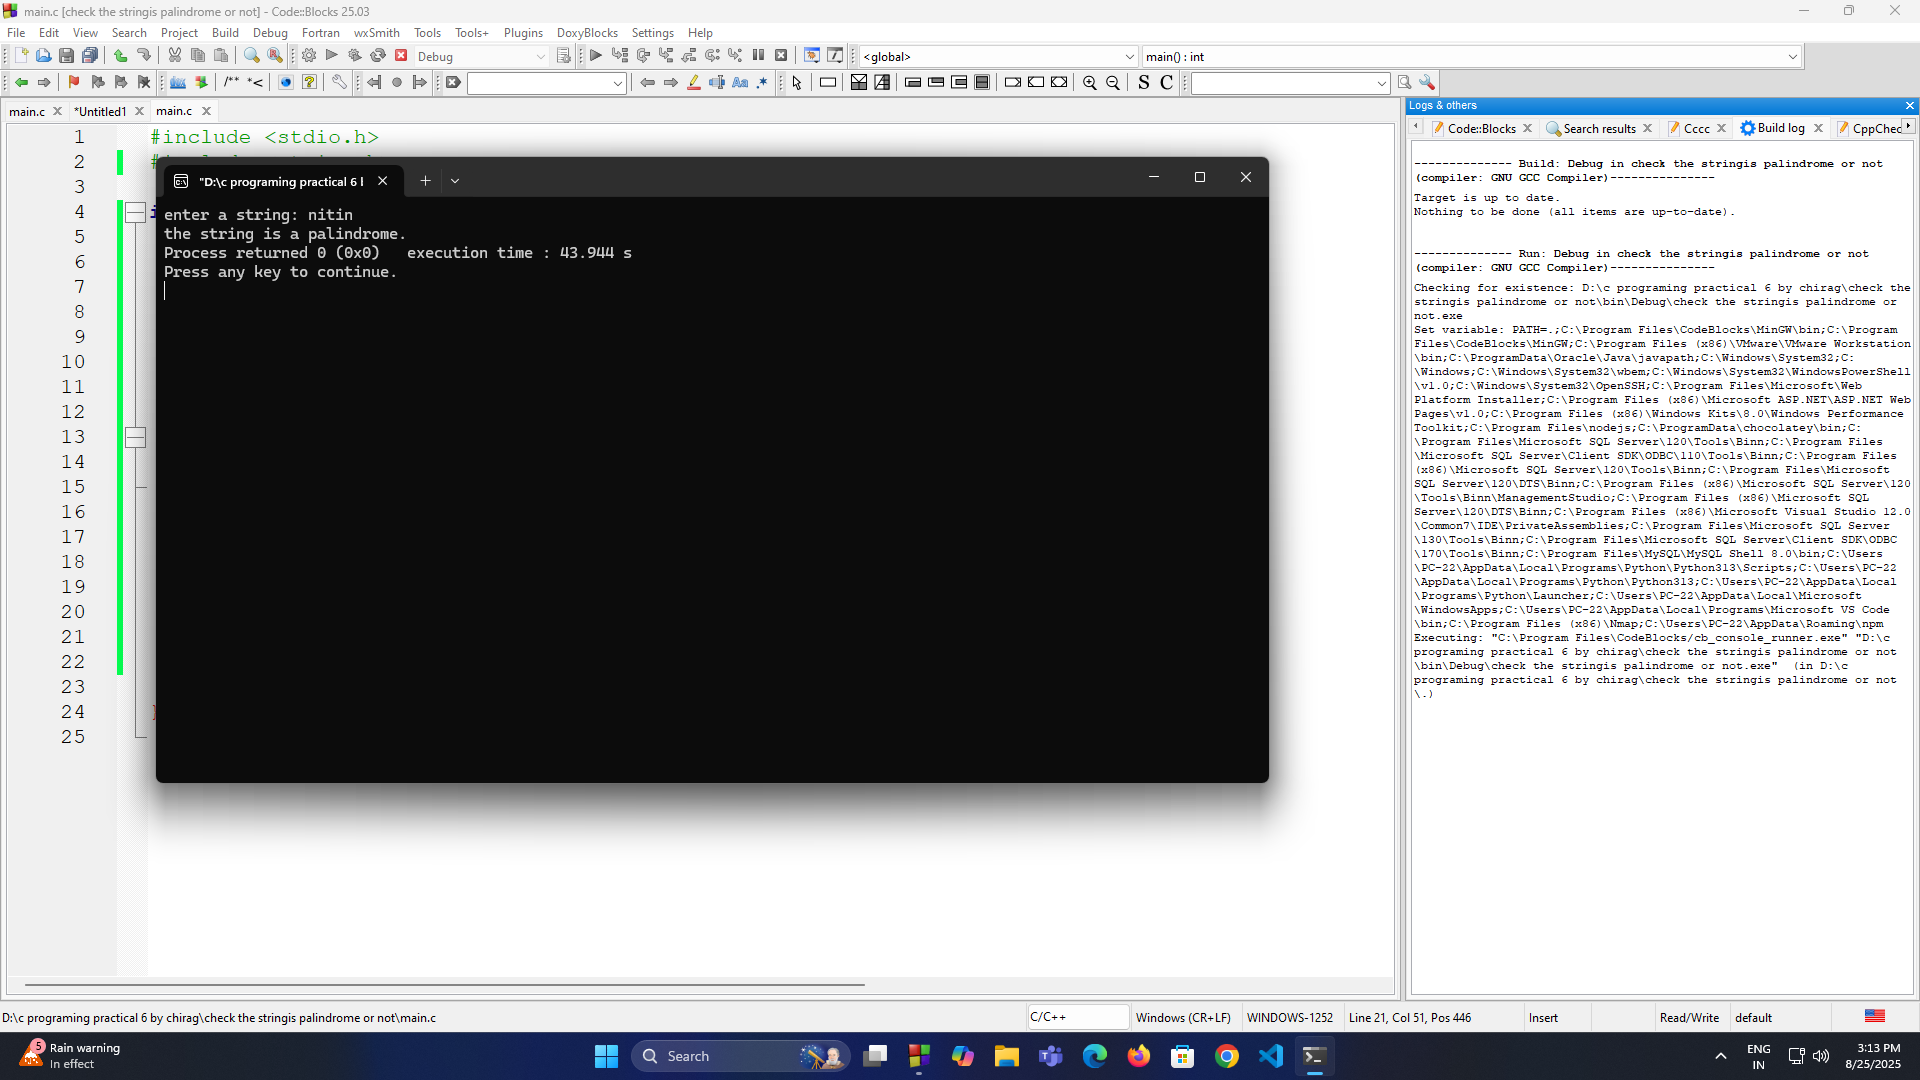 main.c [check the stringis palindrome or not] - Code::Blocks 25.03
File Edit View Search Project Build Debug Fortran wxSmith Tools Tools+ Plugins DoxyBlocks Settings Help
Debug
<global>
main() : int
/** *<
Aa .*
S C
main.c
*Untitled1
main.c
1 #include <stdio.h>
2
3
4
5
6
7
8
9
10
11
12
13
14
15
16
17
18
19
20
21
22
23
24
25
"D:\c programing practical 6 l
enter a string: nitin
the string is a palindrome.
Process returned 0 (0x0)   execution time : 43.944 s
Press any key to continue.
Logs & others
Code::Blocks
Search results
Cccc
Build log
CppChec
-------------- Build: Debug in check the stringis palindrome or not
(compiler: GNU GCC Compiler)---------------
Target is up to date.
Nothing to be done (all items are up-to-date).
-------------- Run: Debug in check the stringis palindrome or not
(compiler: GNU GCC Compiler)---------------
Checking for existence: D:\c programing practical 6 by chirag\check the
stringis palindrome or not\bin\Debug\check the stringis palindrome or
not.exe
Set variable: PATH=.;C:\Program Files\CodeBlocks\MinGW\bin;C:\Program
Files\CodeBlocks\MinGW;C:\Program Files (x86)\VMware\VMware Workstation
\bin;C:\ProgramData\Oracle\Java\javapath;C:\Windows\System32;C:
\Windows;C:\Windows\System32\wbem;C:\Windows\System32\WindowsPowerShell
\v1.0;C:\Windows\System32\OpenSSH;C:\Program Files\Microsoft\Web
Platform Installer;C:\Program Files (x86)\Microsoft ASP.NET\ASP.NET Web
Pages\v1.0;C:\Program Files (x86)\Windows Kits\8.0\Windows Performance
Toolkit;C:\Program Files\nodejs;C:\ProgramData\chocolatey\bin;C:
\Program Files\Microsoft SQL Server\120\Tools\Binn;C:\Program Files
\Microsoft SQL Server\Client SDK\ODBC\110\Tools\Binn;C:\Program Files
(x86)\Microsoft SQL Server\120\Tools\Binn;C:\Program Files\Microsoft
SQL Server\120\DTS\Binn;C:\Program Files (x86)\Microsoft SQL Server\120
\Tools\Binn\ManagementStudio;C:\Program Files (x86)\Microsoft SQL
Server\120\DTS\Binn;C:\Program Files (x86)\Microsoft Visual Studio 12.0
\Common7\IDE\PrivateAssemblies;C:\Program Files\Microsoft SQL Server
\130\Tools\Binn;C:\Program Files\Microsoft SQL Server\Client SDK\ODBC
\170\Tools\Binn;C:\Program Files\MySQL\MySQL Shell 8.0\bin;C:\Users
\PC-22\AppData\Local\Programs\Python\Python313\Scripts;C:\Users\PC-22
\AppData\Local\Programs\Python\Python313;C:\Users\PC-22\AppData\Local
\Programs\Python\Launcher;C:\Users\PC-22\AppData\Local\Microsoft
\WindowsApps;C:\Users\PC-22\AppData\Local\Programs\Microsoft VS Code
\bin;C:\Program Files (x86)\Nmap;C:\Users\PC-22\AppData\Roaming\npm
Executing: "C:\Program Files\CodeBlocks/cb_console_runner.exe" "D:\c
programing practical 6 by chirag\check the stringis palindrome or not
\bin\Debug\check the stringis palindrome or not.exe"  (in D:\c
programing practical 6 by chirag\check the stringis palindrome or not
\.)
D:\c programing practical 6 by chirag\check the stringis palindrome or not\main.c
C/C++
Windows (CR+LF)
WINDOWS-1252
Line 21, Col 51, Pos 446
Insert
Read/Write
default
5
Rain warning
In effect
Search
ENG
IN
3:13 PM
8/25/2025